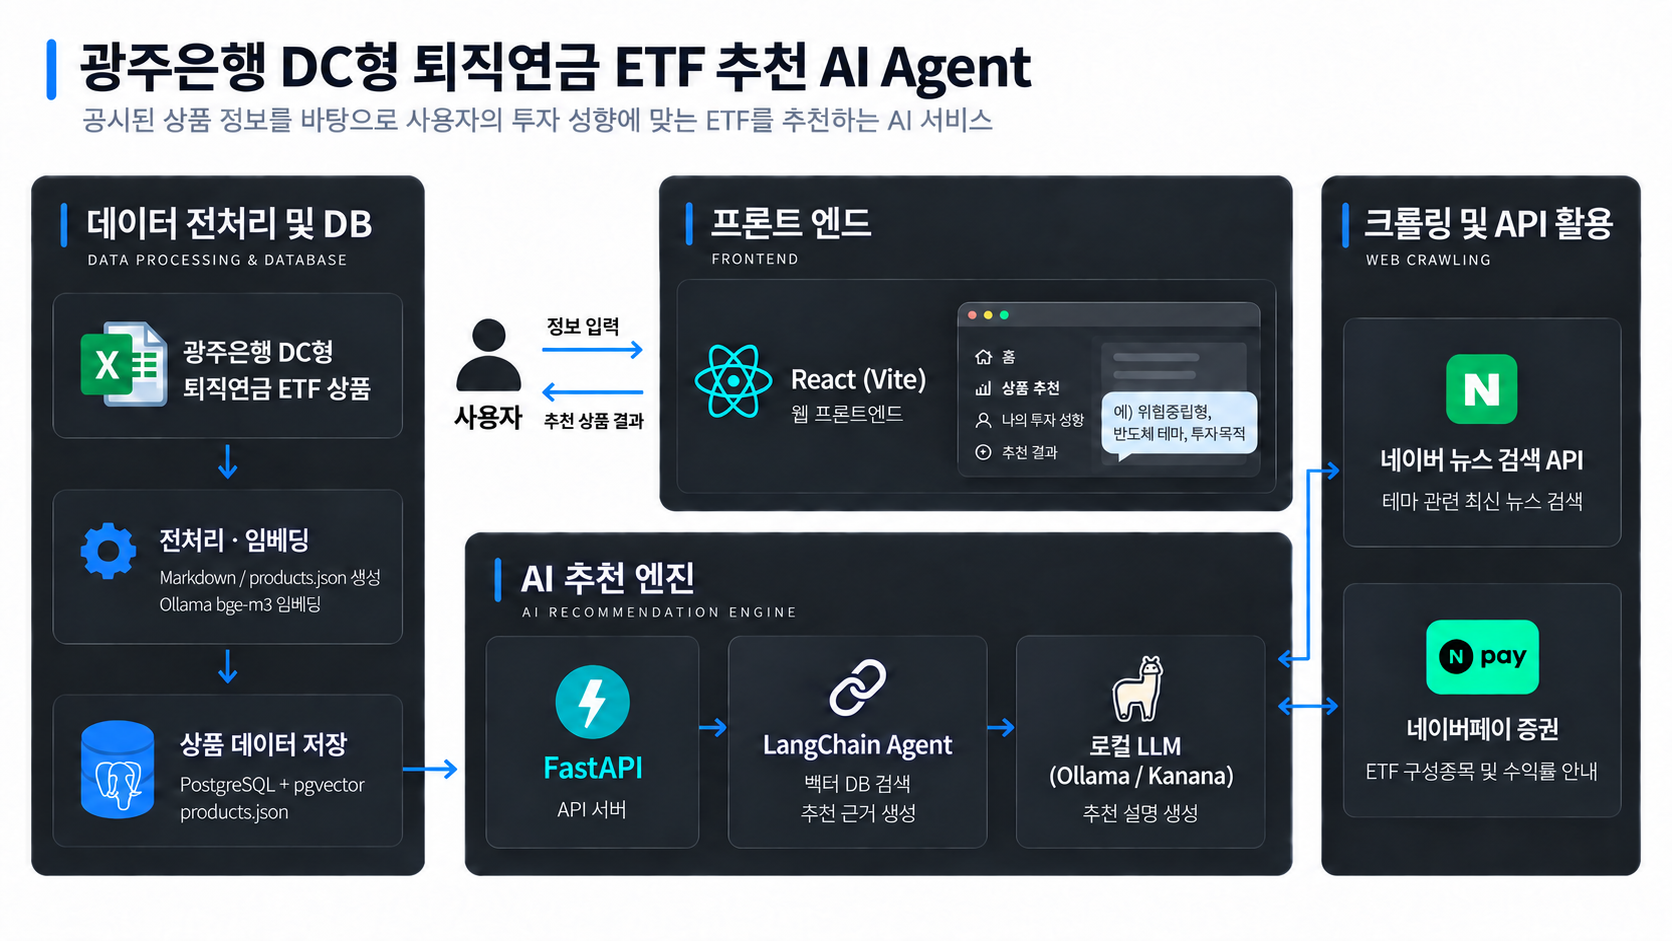 광주은행 DC형 퇴직연금 ETF 추천 AI Agent
공시된 상품 정보를 바탕으로 사용자의 투자 성향에 맞는 ETF를 추천하는 AI 서비스
데이터 전처리 및 DB
DATA PROCESSING & DATABASE
X
광주은행 DC형
퇴직연금 ETF 상품
전처리 · 임베딩
Markdown / products.json 생성
Ollama bge-m3 임베딩
상품 데이터 저장
PostgreSQL + pgvector
products.json
사용자
정보 입력
추천 상품 결과
프론트 엔드
FRONTEND
React (Vite)
웹 프론트엔드
홈
상품 추천
나의 투자 성향
추천 결과
에) 위험중립형,
반도체 테마, 투자목적
AI 추천 엔진
AI RECOMMENDATION ENGINE
FastAPI
API 서버
LangChain Agent
백터 DB 검색
추천 근거 생성
로컬 LLM
(Ollama / Kanana)
추천 설명 생성
크롤링 및 API 활용
WEB CRAWLING
N
네이버 뉴스 검색 API
테마 관련 최신 뉴스 검색
N pay
네이버페이 증권
ETF 구성종목 및 수익률 안내